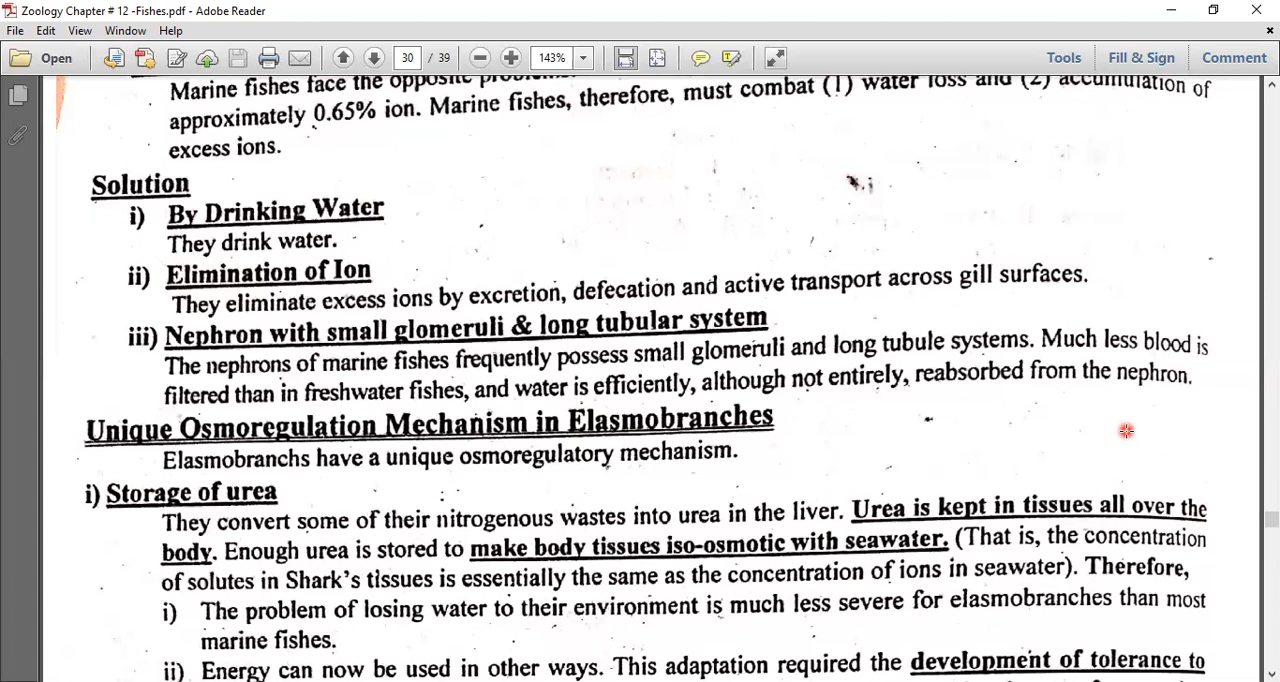 Zoology Chapter # 12 -Fishes.pdf - Adobe Reader
File Edit View Window Help
Open 30 / 39 143% Tools Fill & Sign Comment
Marine fishes face the opposite
approximately 0.65% ion. Marine fishes, therefore, must combat (1) water loss and (2) accumulation of
excess ions.
Solution
i) By Drinking Water
They drink water.
ii) Elimination of Ion
They eliminate excess ions by excretion, defecation and active transport across gill surfaces.
iii) Nephron with small glomeruli & long tubular system
The nephrons of marine fishes frequently possess small glomeruli and long tubule systems. Much less blood is
filtered than in freshwater fishes, and water is efficiently, although not entirely, reabsorbed from the nephron.
Unique Osmoregulation Mechanism in Elasmobranches
Elasmobranchs have a unique osmoregulatory mechanism.
i) Storage of urea
They convert some of their nitrogenous wastes into urea in the liver. Urea is kept in tissues all over the
body. Enough urea is stored to make body tissues iso-osmotic with seawater. (That is, the concentration
of solutes in Shark's tissues is essentially the same as the concentration of ions in seawater). Therefore,
i) The problem of losing water to their environment is much less severe for elasmobranches than most
marine fishes.
ii) Energy can now be used in other ways. This adaptation required the development of tolerance to